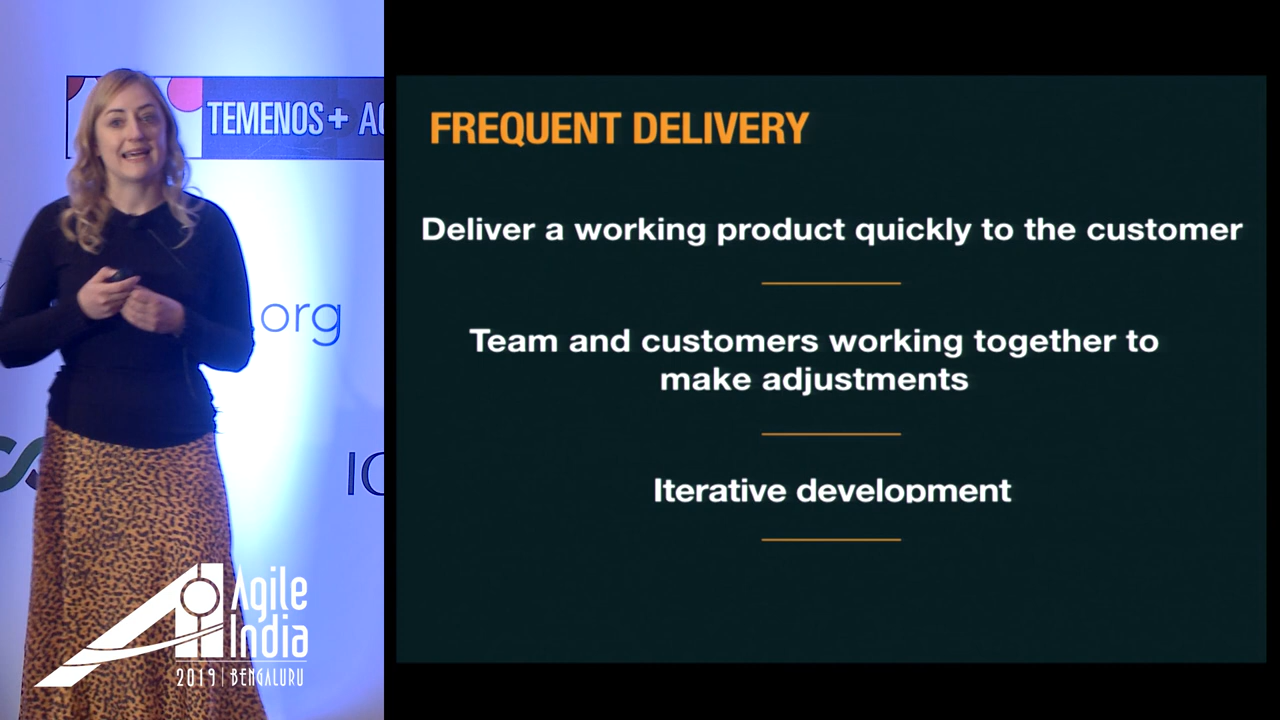 TEMENOS+
.org
Agile
India
2019 | BENGALURU
FREQUENT DELIVERY
Deliver a working product quickly to the customer
Team and customers working together to
make adjustments
Iterative development